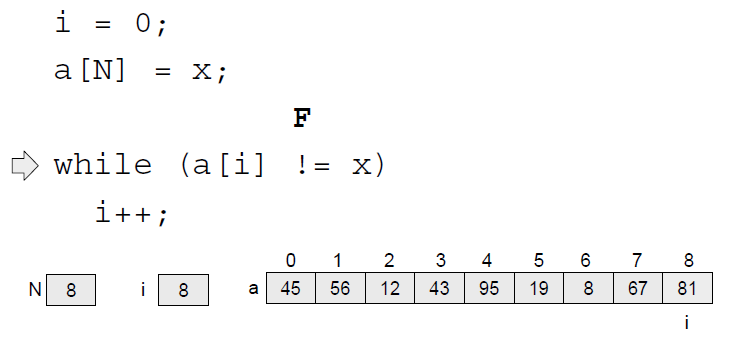 i = 0;
a[N] = x;
F
while (a[i] != x)
i++;
0 1 2 3 4 5 6 7 8
N 8 i 8 a 45 56 12 43 95 19 8 67 81
i